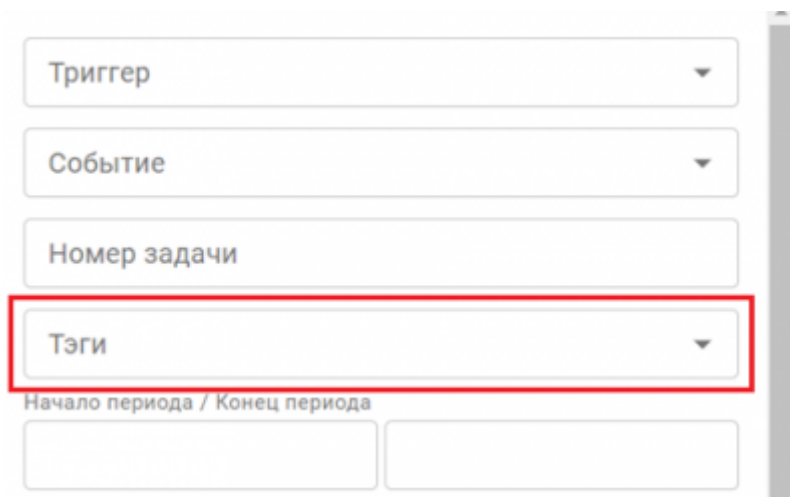 Триггер
Событие
Номер задачи
Тэги
Начало периода / Конец периода